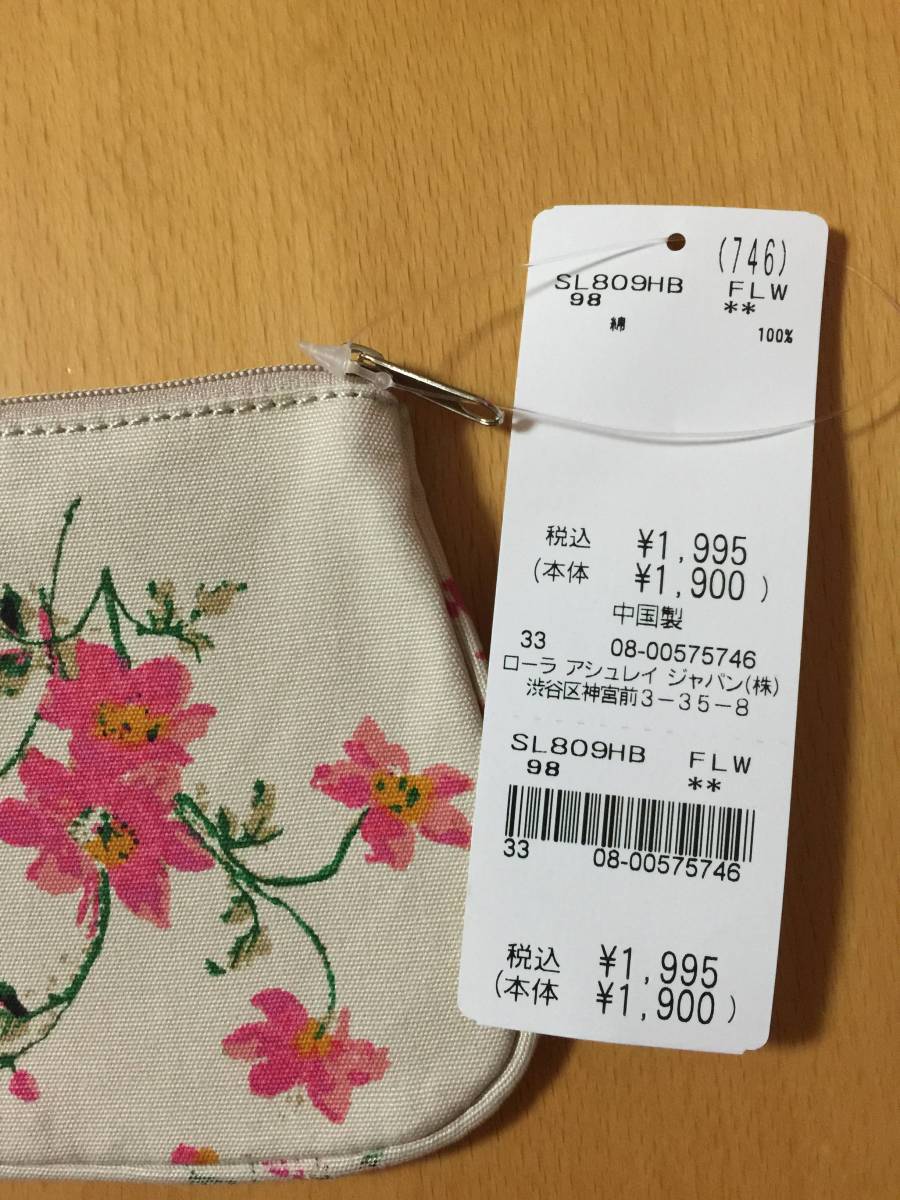 (746)
SL809HB FLW
98 **
綿 100%
税込 ¥1,995
(本体 ¥1,900)
中国製
33 08-00575746
ローラ アシュレイ ジャパン(株)
渋谷区神宮前3-35-8
SL809HB FLW
98 **
33 08-00575746
税込 ¥1,995
(本体 ¥1,900)